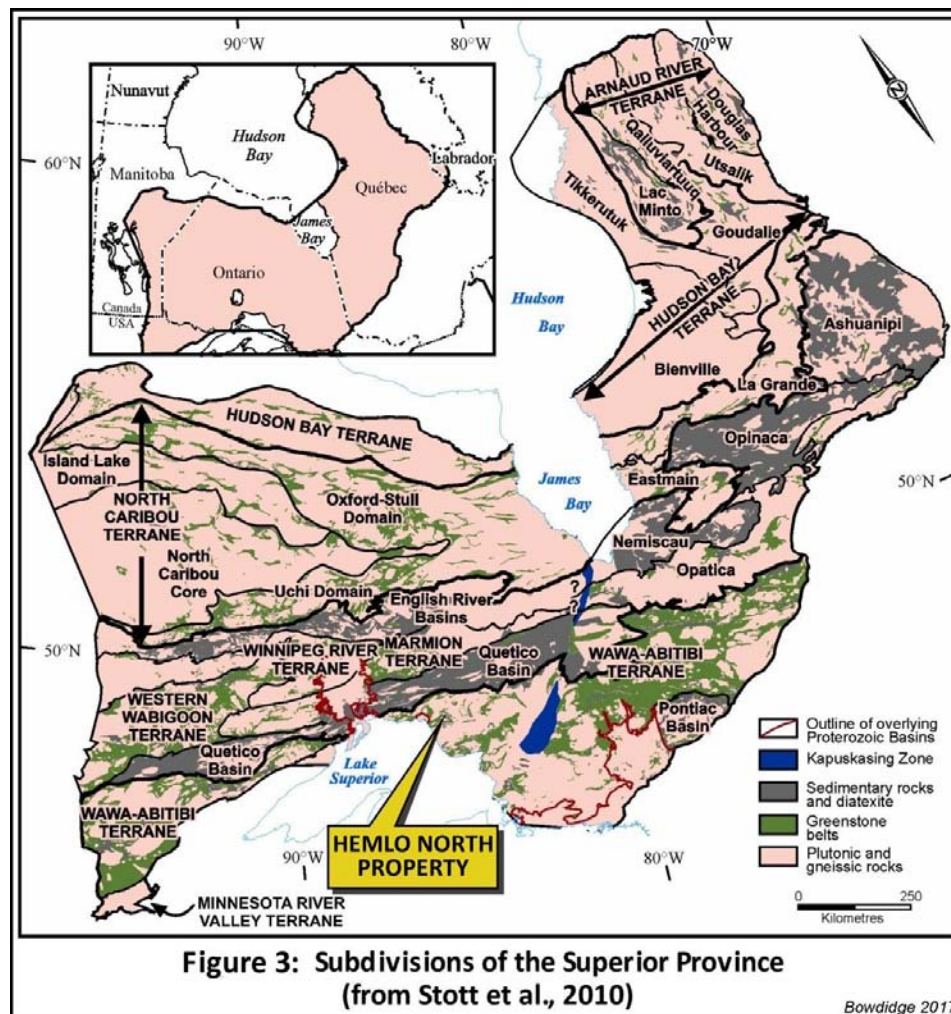 90°W
80°W
70°W
60°N
Nunavut
Hudson
Bay
Manitoba
Labrador
Québec
James
Bay
Ontario
Canada
USA
N
ARNAUD RIVER
TERRANE
Douglas
Harbour
Qalluviartuuq
Utsalik
Tikkerutuk
Lac
Minto
Goudalie
HUDSON BAY
TERRANE
Hudson
Bay
Ashuanipi
Bienville
La Grande
Opinaca
HUDSON BAY TERRANE
Island Lake
Domain
NORTH
CARIBOU
TERRANE
Oxford-Stull
Domain
James
Bay
Eastmain
50°N
Nemiscau
North
Caribou
Core
Uchi Domain
English River
Basins
Opatica
?
?
50°N
WINNIPEG RIVER
TERRANE
MARMION
TERRANE
Quetico
Basin
WAWA-ABITIBI
TERRANE
WESTERN
WABIGOON
TERRANE
Pontiac
Basin
Quetico
Basin
Lake
Superior
WAWA-ABITIBI
TERRANE
HEMLO NORTH
PROPERTY
90°W
80°W
MINNESOTA RIVER
VALLEY TERRANE
Outline of overlying
Proterozoic Basins
Kapuskasing Zone
Sedimentary rocks
and diatexite
Greenstone
belts
Plutonic and
gneissic rocks
0 250
Kilometres
Figure 3: Subdivisions of the Superior Province
(from Stott et al., 2010)
Bowdidge 2017